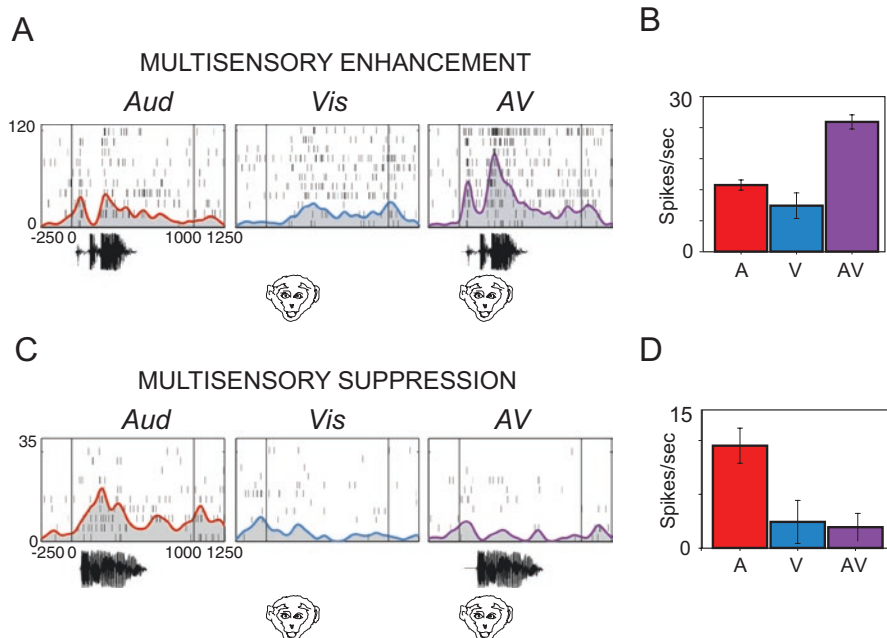 A
MULTISENSORY ENHANCEMENT
Aud Vis AV
120
0
-250 0 1000 1250
B
30
Spikes/sec
0
A V AV
C
MULTISENSORY SUPPRESSION
Aud Vis AV
35
0
-250 0 1000 1250
D
15
Spikes/sec
0
A V AV